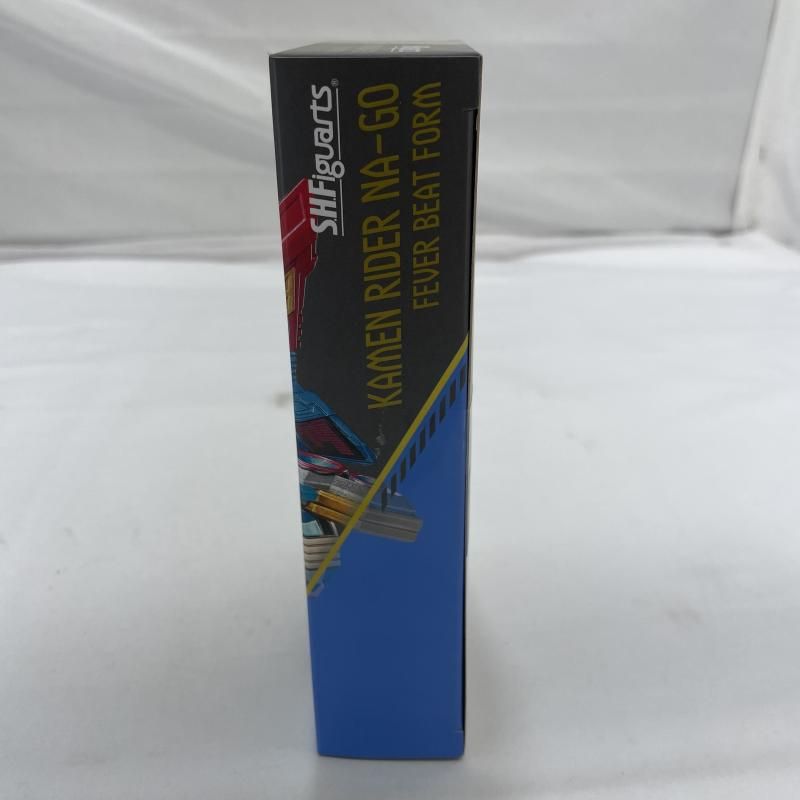 S.H.Figuarts®
KAMEN RIDER NA-GO
FEVER BEAT FORM